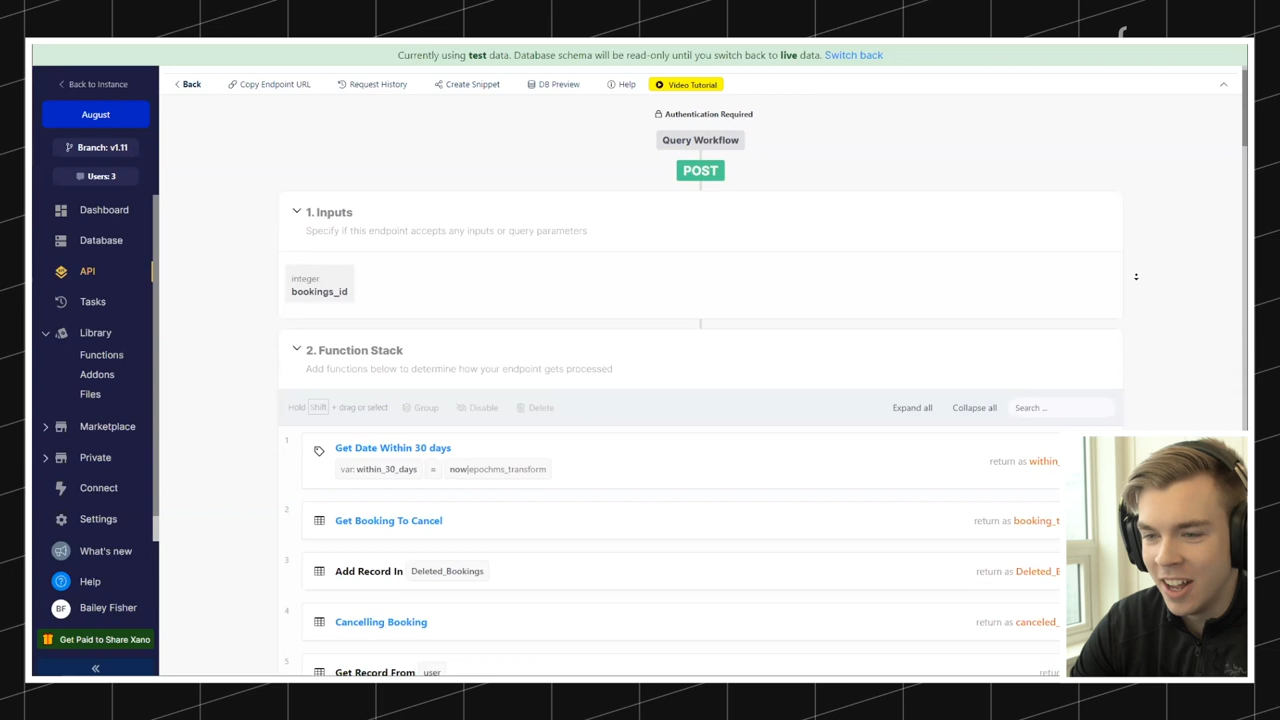 Currently using test data. Database schema will be read-only until you switch back to live data. Switch back
Back to Instance
Back
Copy Endpoint URL
Request History
Create Snippet
DB Preview
Help
Video Tutorial
August
Branch: v1.11
Users: 3
Dashboard
Database
API
Tasks
Library
Functions
Addons
Files
Marketplace
Private
Connect
Settings
What's new
Help
BF Bailey Fisher
Get Paid to Share Xano
Authentication Required
Query Workflow
POST
1. Inputs
Specify if this endpoint accepts any inputs or query parameters
integer
bookings_id
2. Function Stack
Add functions below to determine how your endpoint gets processed
Hold Shift + drag or select
Group
Disable
Delete
Expand all
Collapse all
Search ...
1
Get Date Within 30 days
var: within_30_days = now|epochms_transform
return as within_
2
Get Booking To Cancel
return as booking_t
3
Add Record In Deleted_Bookings
return as Deleted_B
4
Cancelling Booking
return as canceled_
5
Get Record From user